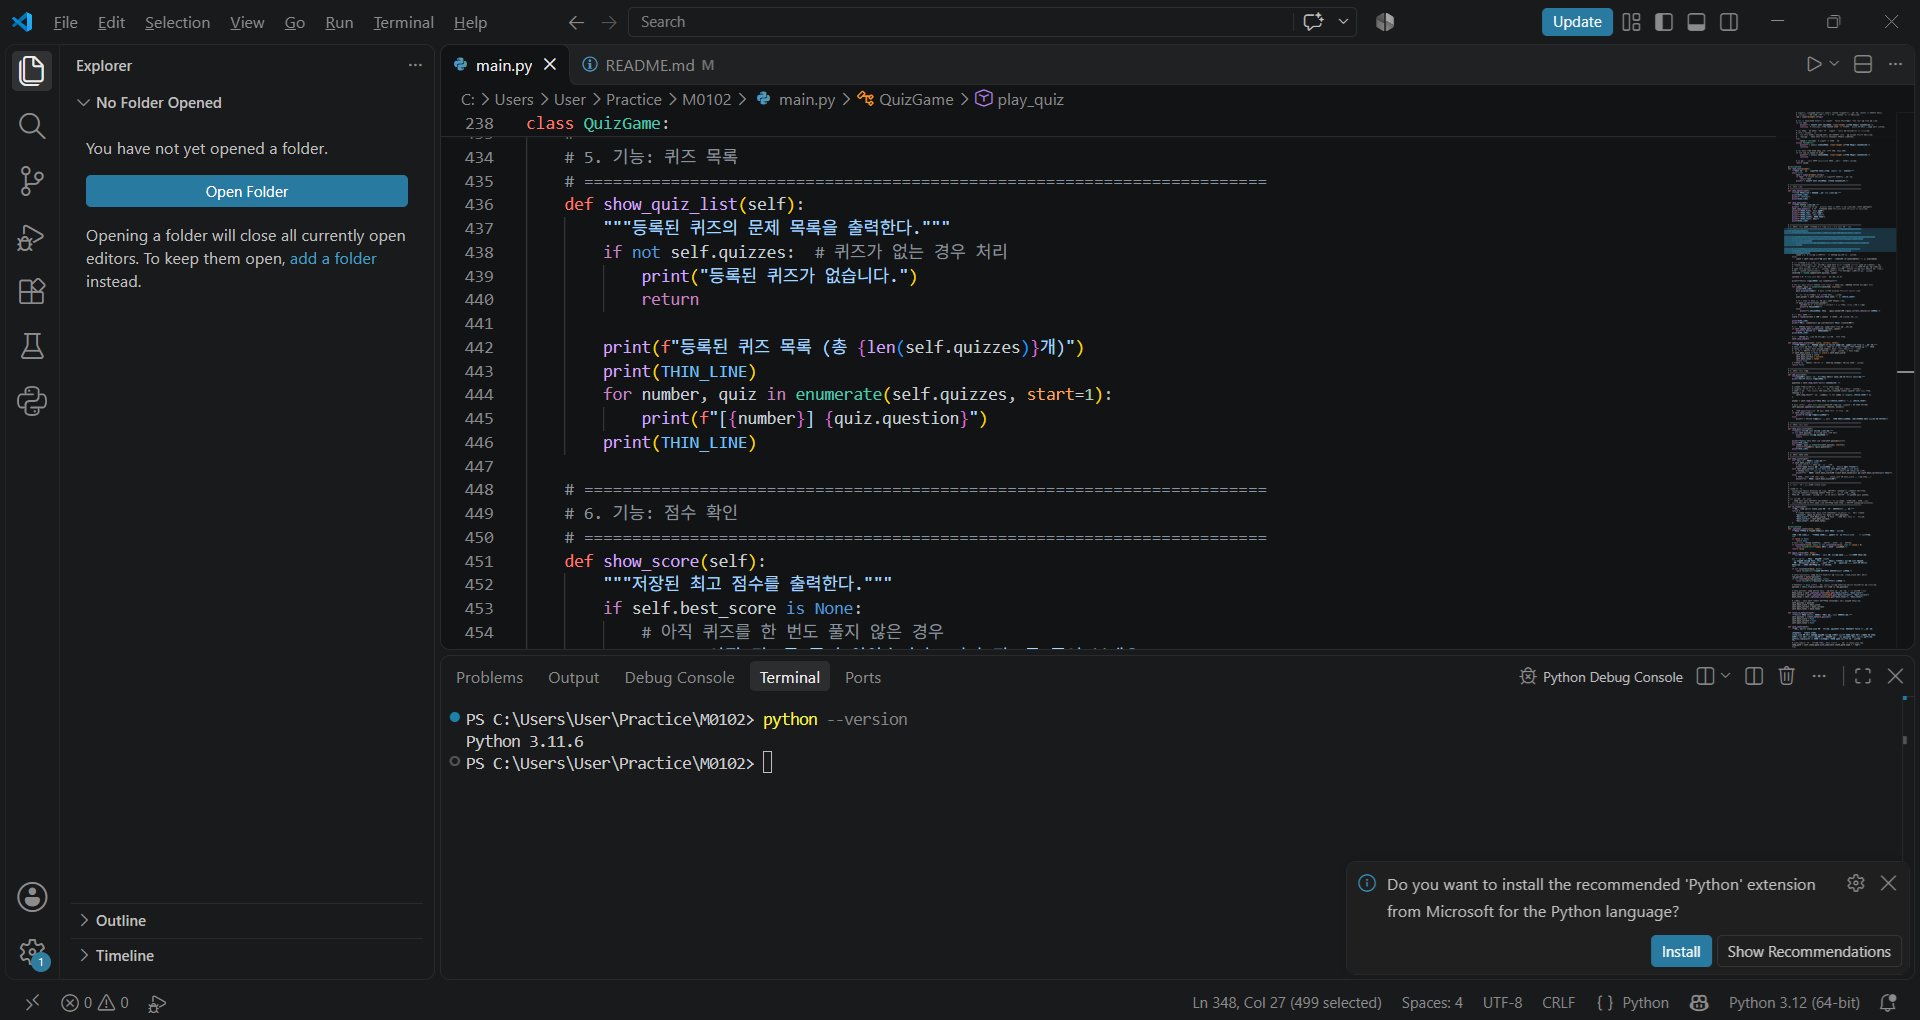 File Edit Selection View Go Run Terminal Help
Search
Update
Explorer
No Folder Opened
You have not yet opened a folder.
Open Folder
Opening a folder will close all currently open
editors. To keep them open, add a folder
instead.
Outline
Timeline
1
main.py
README.md M
C: > Users > User > Practice > M0102 > main.py > QuizGame > play_quiz
238 class QuizGame:
434 # 5. 기능: 퀴즈 목록
435 # =======================================================================
436 def show_quiz_list(self):
437 """등록된 퀴즈의 문제 목록을 출력한다."""
438 if not self.quizzes:  # 퀴즈가 없는 경우 처리
439 print("등록된 퀴즈가 없습니다.")
440 return
441
442 print(f"등록된 퀴즈 목록 (총 {len(self.quizzes)}개)")
443 print(THIN_LINE)
444 for number, quiz in enumerate(self.quizzes, start=1):
445 print(f"[{number}] {quiz.question}")
446 print(THIN_LINE)
447
448 # =======================================================================
449 # 6. 기능: 점수 확인
450 # =======================================================================
451 def show_score(self):
452 """저장된 최고 점수를 출력한다."""
453 if self.best_score is None:
454 # 아직 퀴즈를 한 번도 풀지 않은 경우
Problems Output Debug Console Terminal Ports
Python Debug Console
PS C:\Users\User\Practice\M0102> python --version
Python 3.11.6
PS C:\Users\User\Practice\M0102>
Do you want to install the recommended 'Python' extension
from Microsoft for the Python language?
Install
Show Recommendations
0 0
Ln 348, Col 27 (499 selected) Spaces: 4 UTF-8 CRLF { } Python Python 3.12 (64-bit)